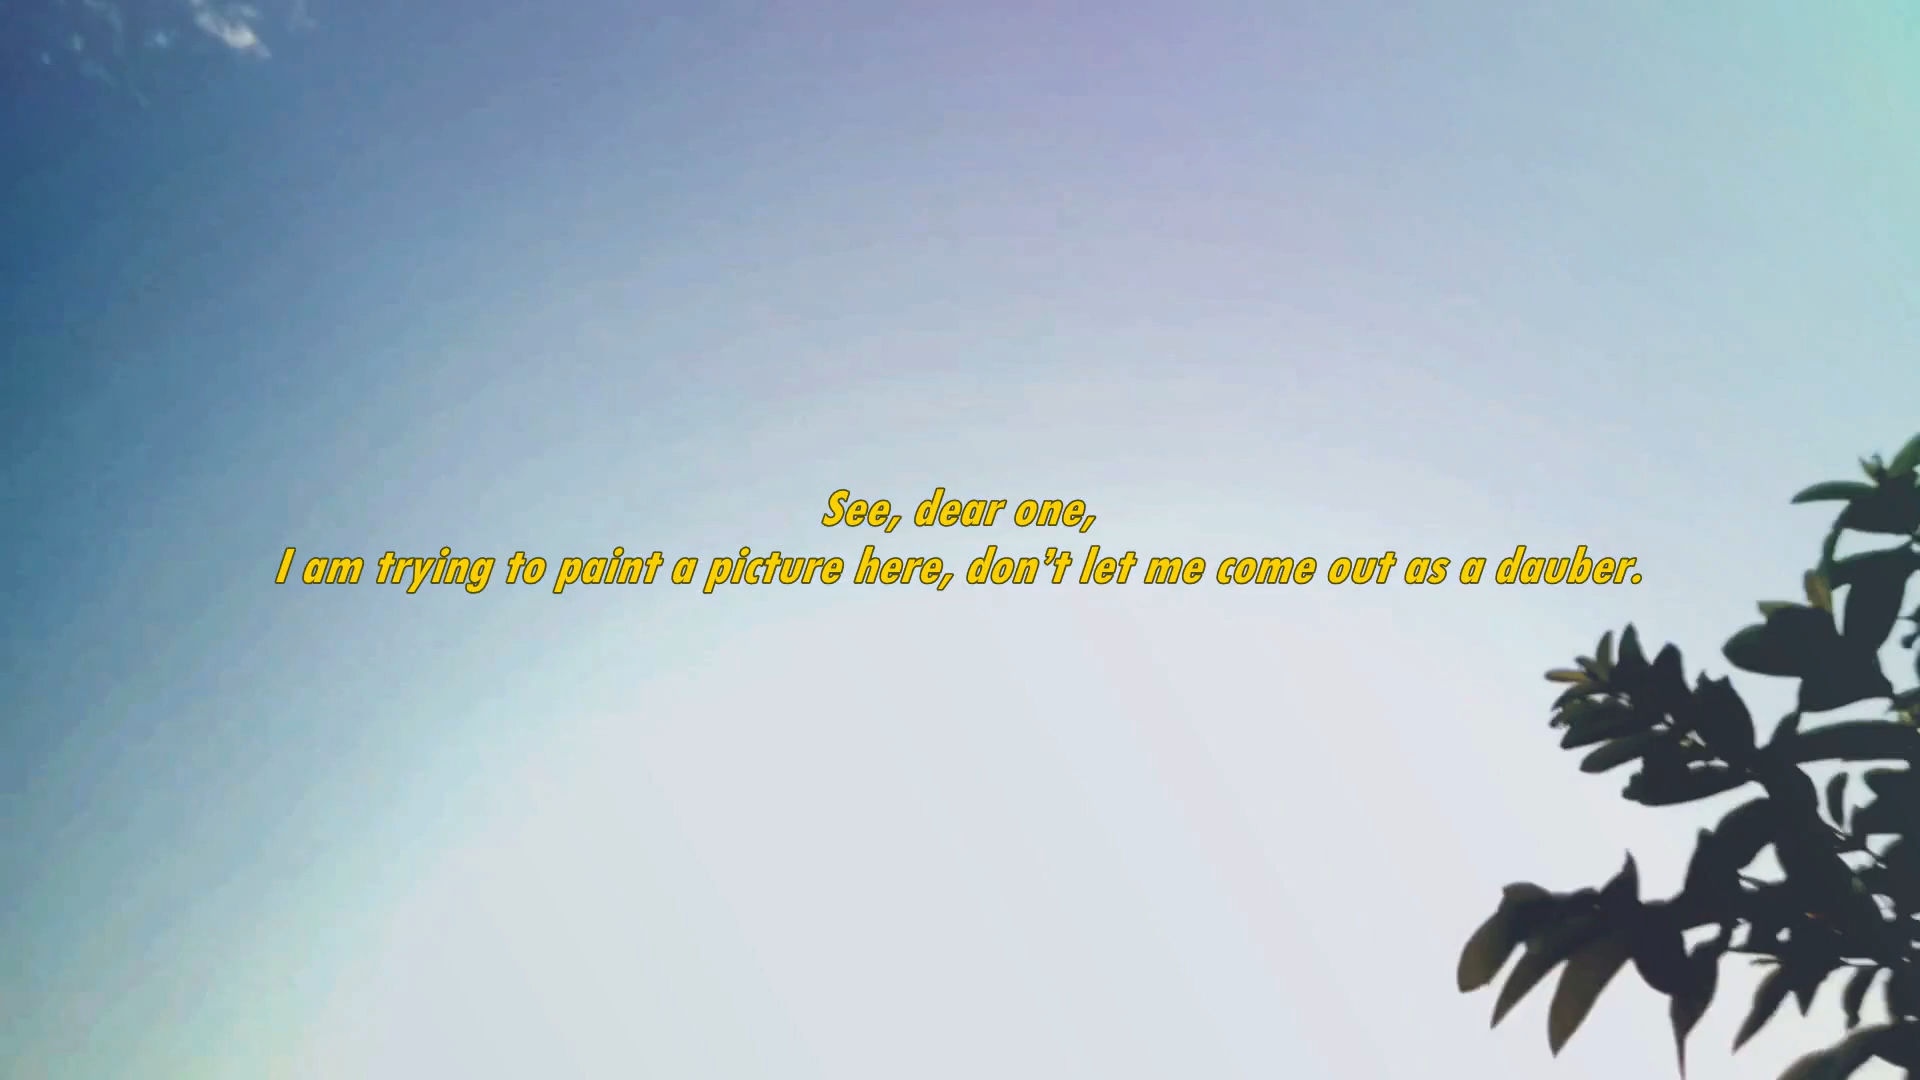 See, dear one,
I am trying to paint a picture here, don’t let me come out as a dauber.